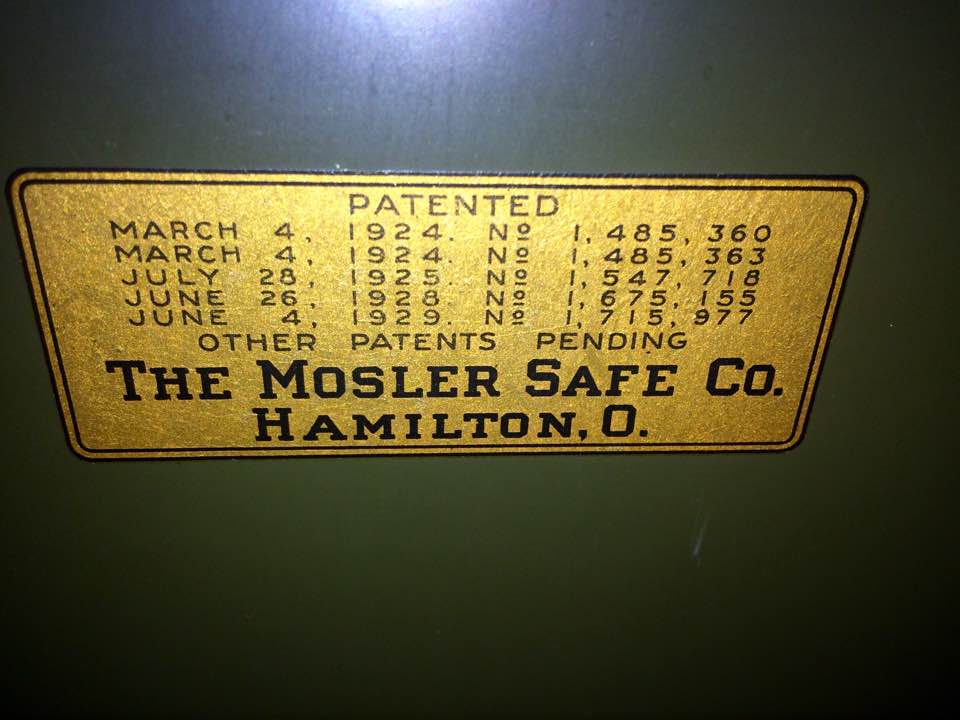 PATENTED
MARCH 4, 1924. Nº 1,485,360
MARCH 4, 1924. Nº 1,485,363
JULY 28, 1925. Nº 1,547,718
JUNE 26, 1928. Nº 1,675,155
JUNE 4, 1929. Nº 1,715,977
OTHER PATENTS PENDING
THE MOSLER SAFE CO.
HAMILTON, O.